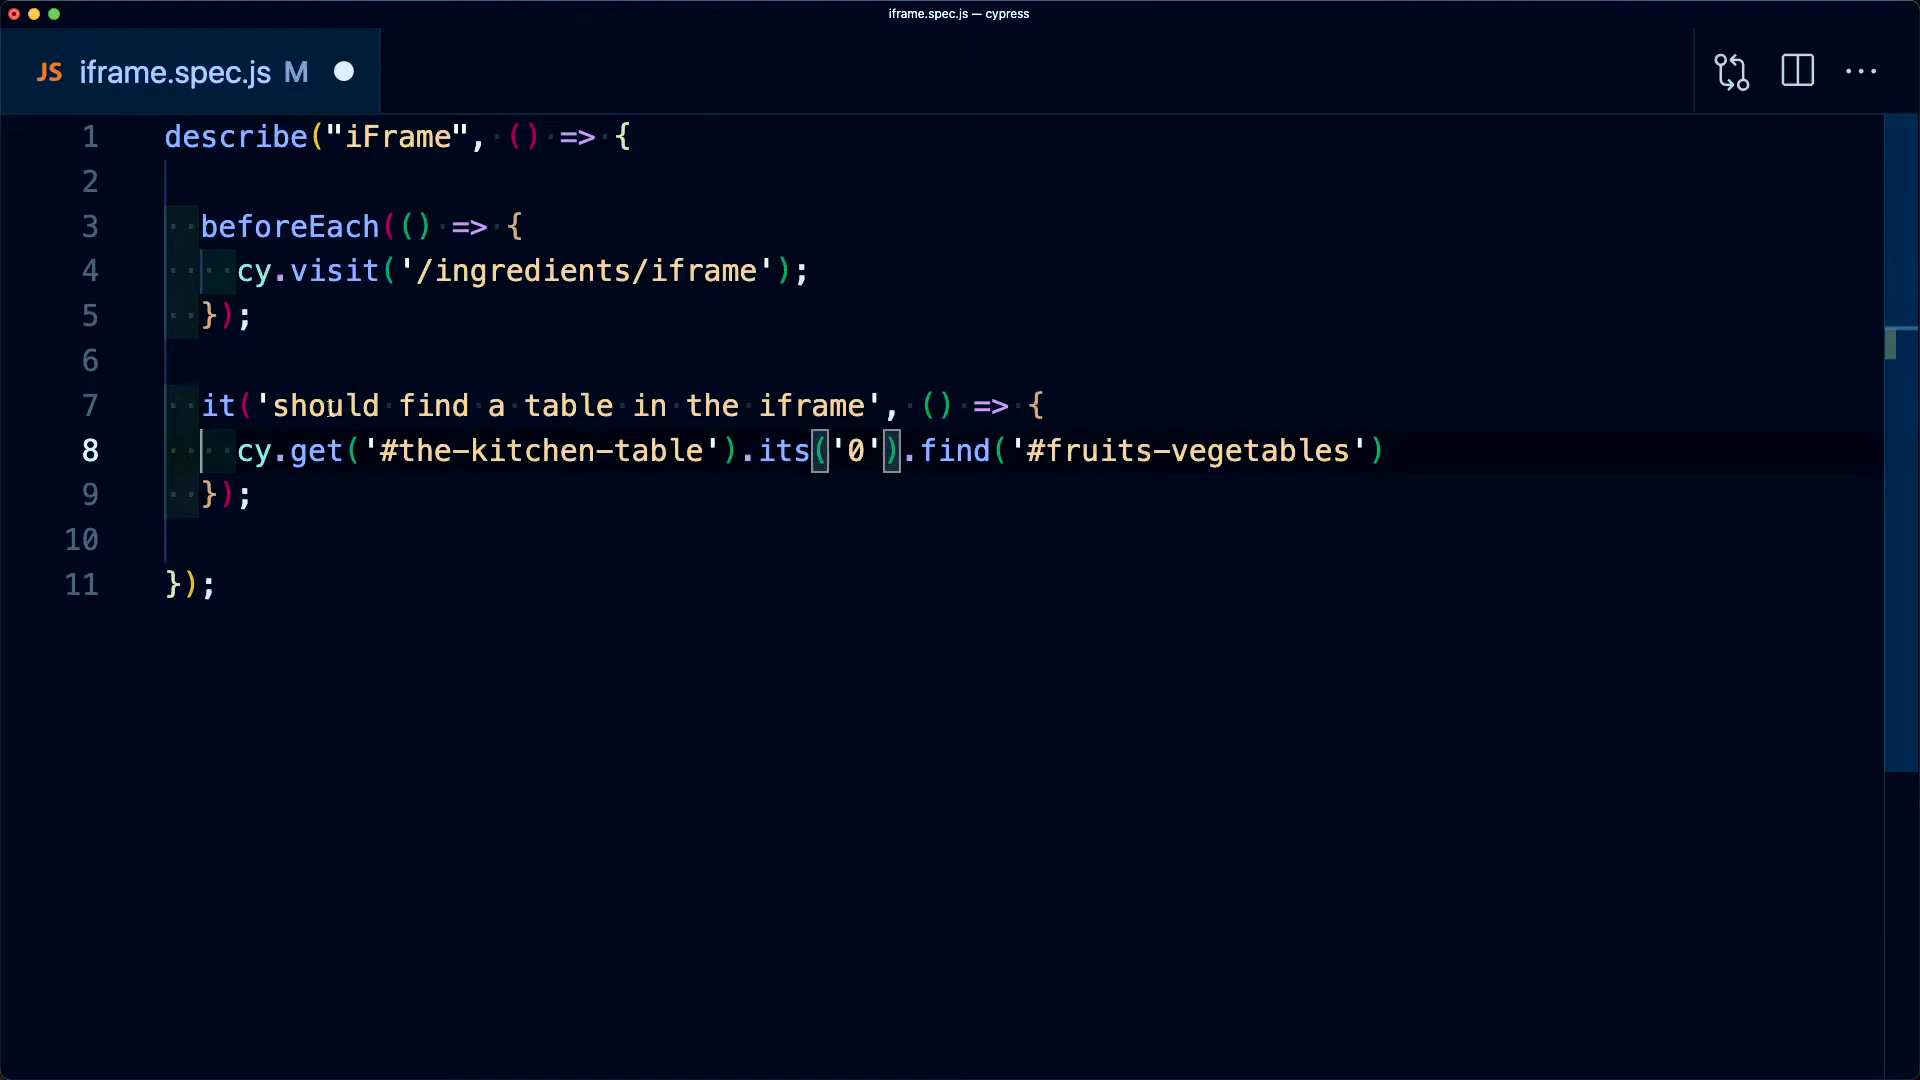 iframe.spec.js — cypress
JS iframe.spec.js M
1 describe("iFrame", () => {
2
3 beforeEach(() => {
4 cy.visit('/ingredients/iframe');
5 });
6
7 it('should find a table in the iframe', () => {
8 cy.get('#the-kitchen-table').its('0').find('#fruits-vegetables')
9 });
10
11 });